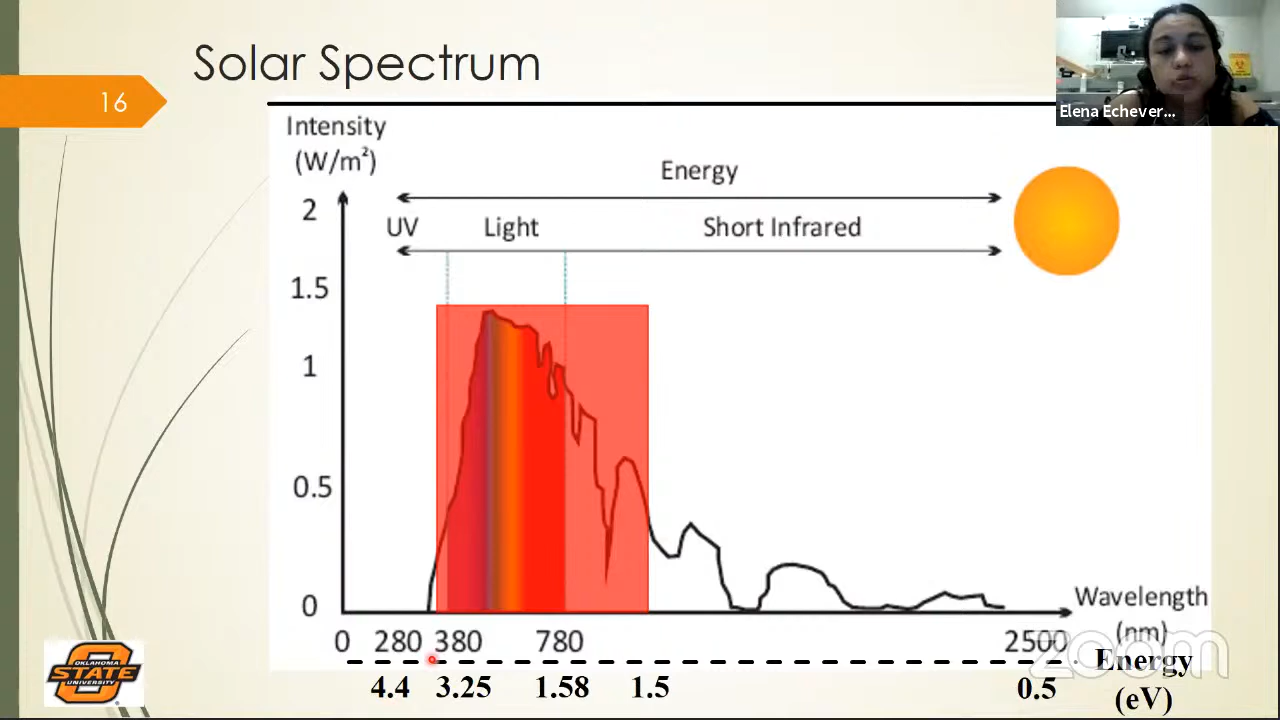 Solar Spectrum
16
Elena Echever...
Intensity
(W/m²)
Energy
UV Light Short Infrared
2
1.5
1
0.5
0
Wavelength
(nm)
0 280 380 780 2500
Energy
(eV)
4.4 3.25 1.58 1.5 0.5
zoom
OKLAHOMA
STATE
UNIVERSITY